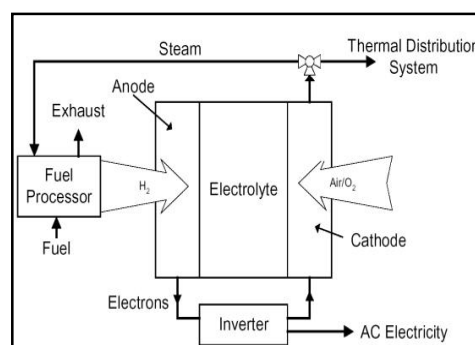 Steam
Thermal Distribution
System
Anode
Exhaust
Fuel
Processor
H2
Electrolyte
Air/O2
Fuel
Cathode
Electrons
Inverter
AC Electricity